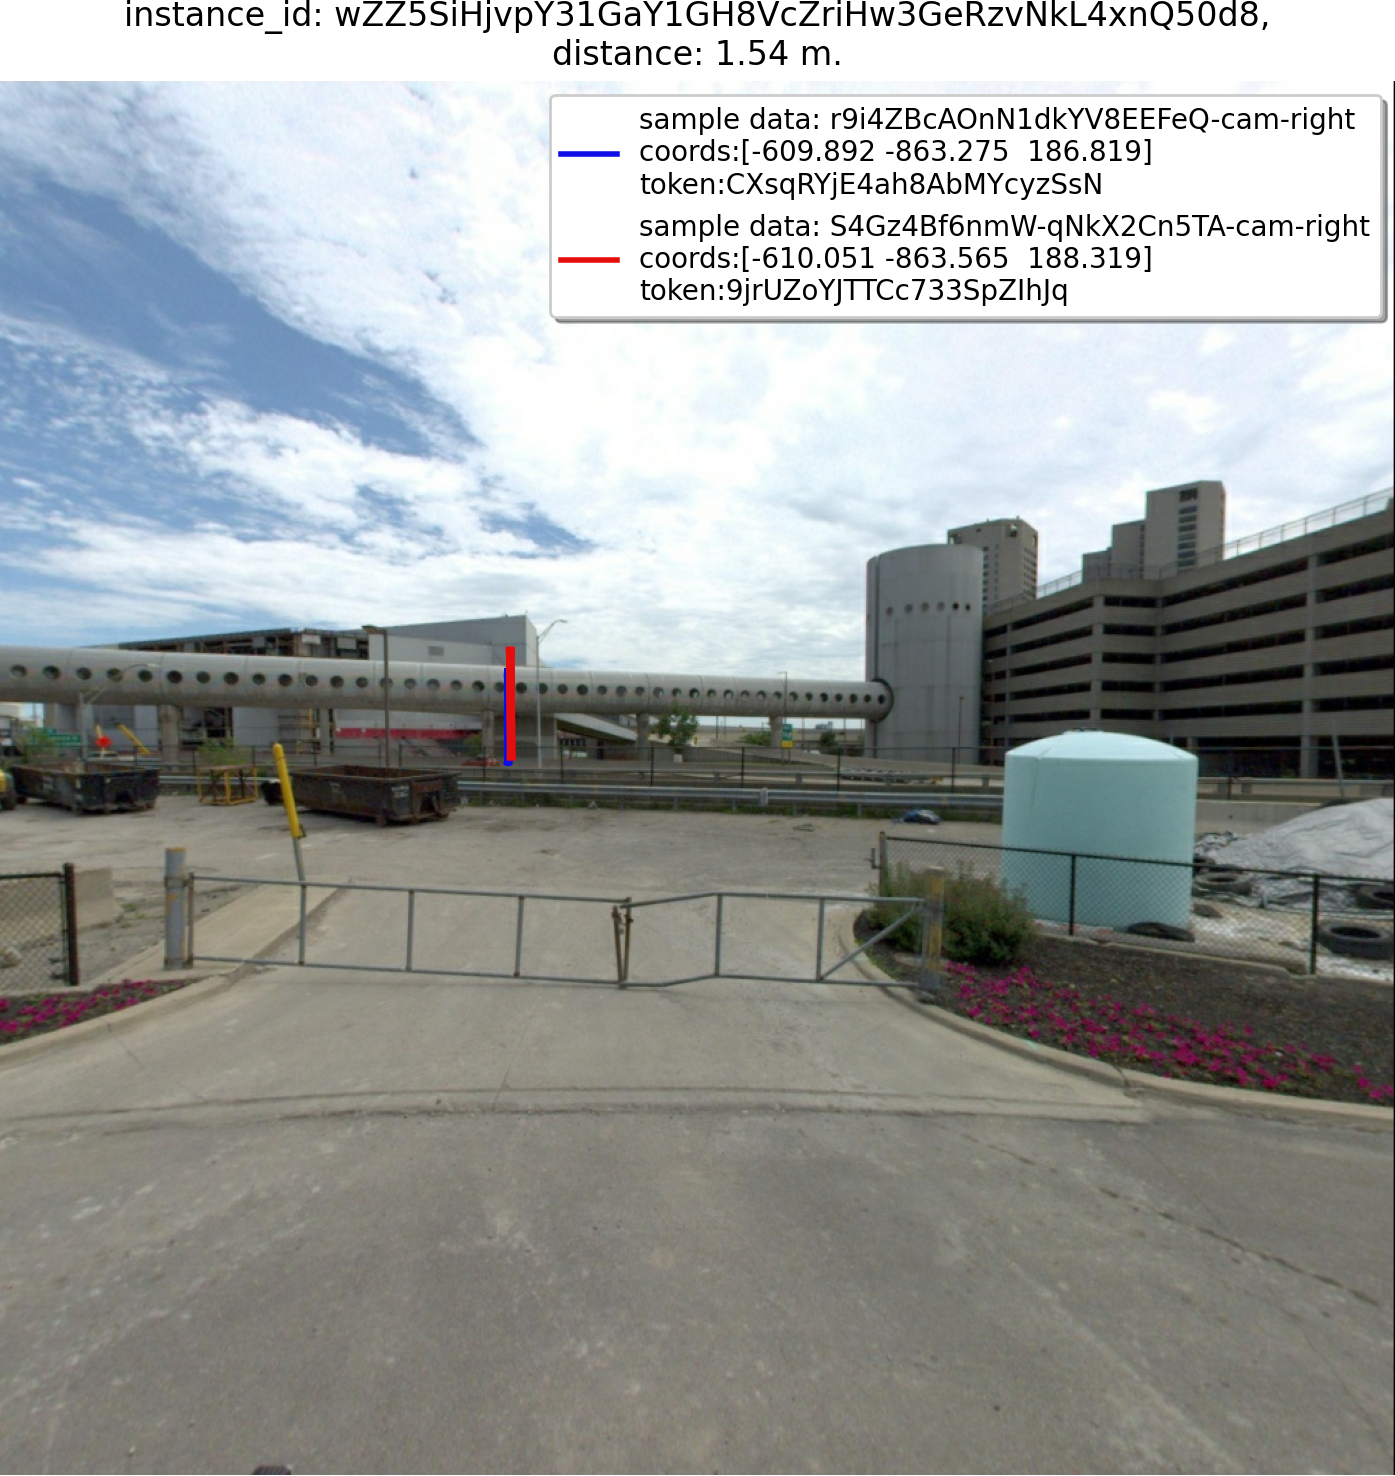 instance_id: wZZ5SiHjvpY31GaY1GH8VcZriHw3GeRzvNkL4xnQ50d8,
distance: 1.54 m.
sample data: r9i4ZBcAOnN1dkYV8EEFeQ-cam-right
coords:[-609.892 -863.275  186.819]
token:CXsqRYjE4ah8AbMYcyzSsN
sample data: S4Gz4Bf6nmW-qNkX2Cn5TA-cam-right
coords:[-610.051 -863.565  188.319]
token:9jrUZoYJTTCc733SpZIhJq